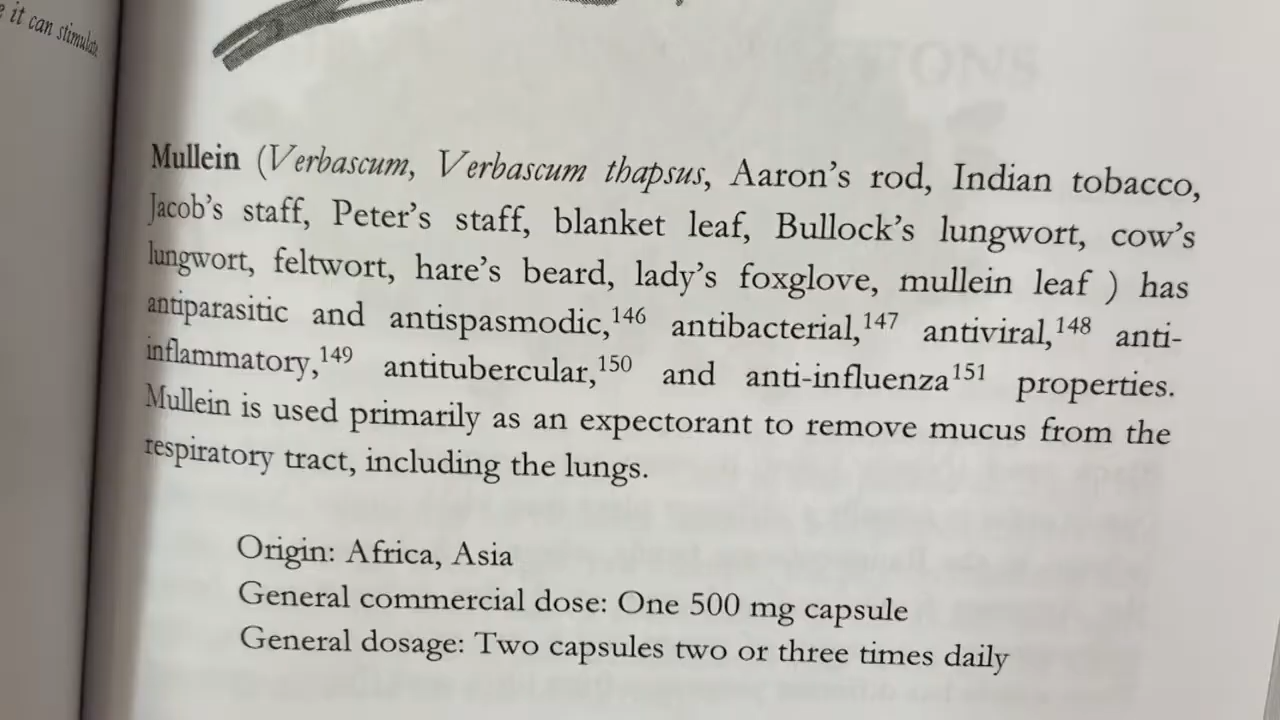 it can stimulate
Mullein (Verbascum, Verbascum thapsus, Aaron's rod, Indian tobacco,
Jacob's staff, Peter's staff, blanket leaf, Bullock's lungwort, cow's
lungwort, feltwort, hare's beard, lady's foxglove, mullein leaf ) has
antiparasitic and antispasmodic,146 antibacterial,147 antiviral,148 anti-
inflammatory,149 antitubercular,150 and anti-influenza151 properties.
Mullein is used primarily as an expectorant to remove mucus from the
respiratory tract, including the lungs.
Origin: Africa, Asia
General commercial dose: One 500 mg capsule
General dosage: Two capsules two or three times daily